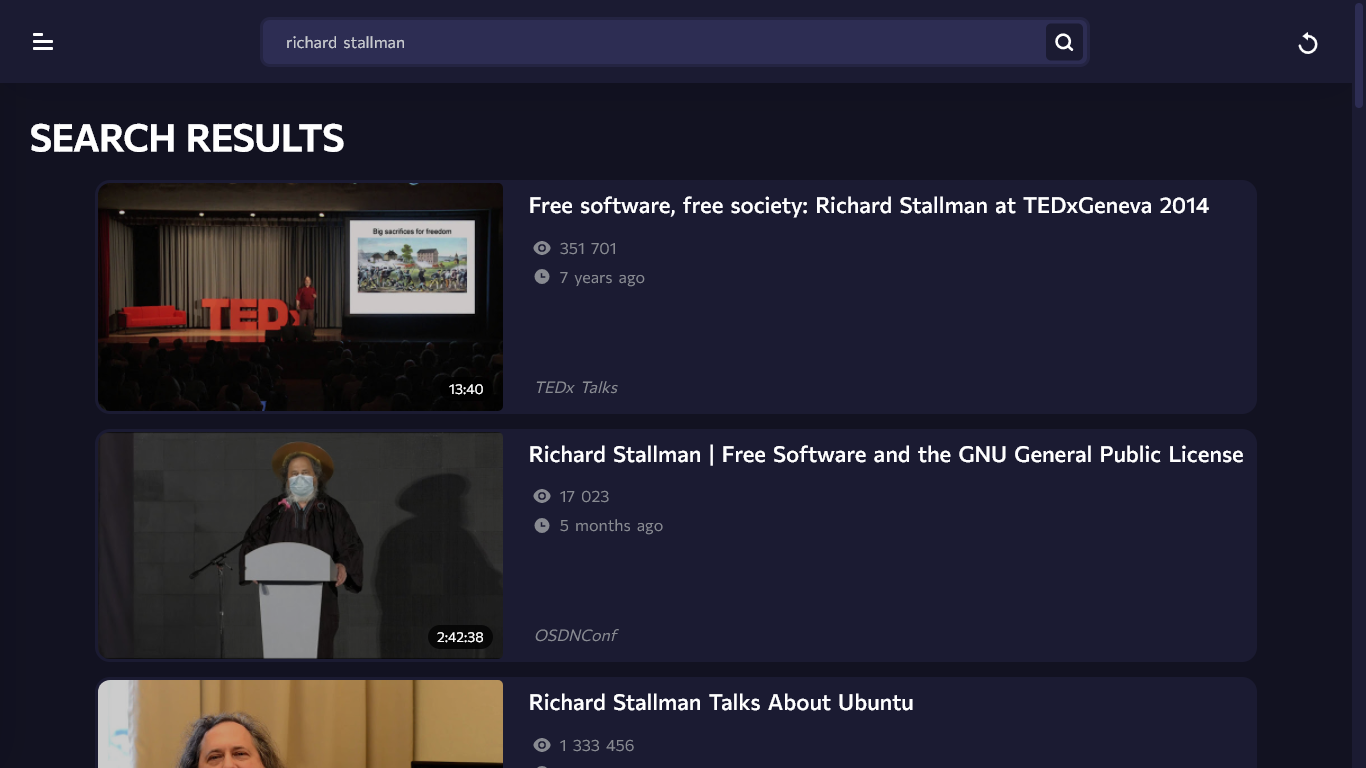 richard stallman
SEARCH RESULTS
Big sacrifices for freedom
TEDx
13:40
Free software, free society: Richard Stallman at TEDxGeneva 2014
351 701
7 years ago
TEDx Talks
2:42:38
Richard Stallman | Free Software and the GNU General Public License
17 023
5 months ago
OSDNConf
Richard Stallman Talks About Ubuntu
1 333 456